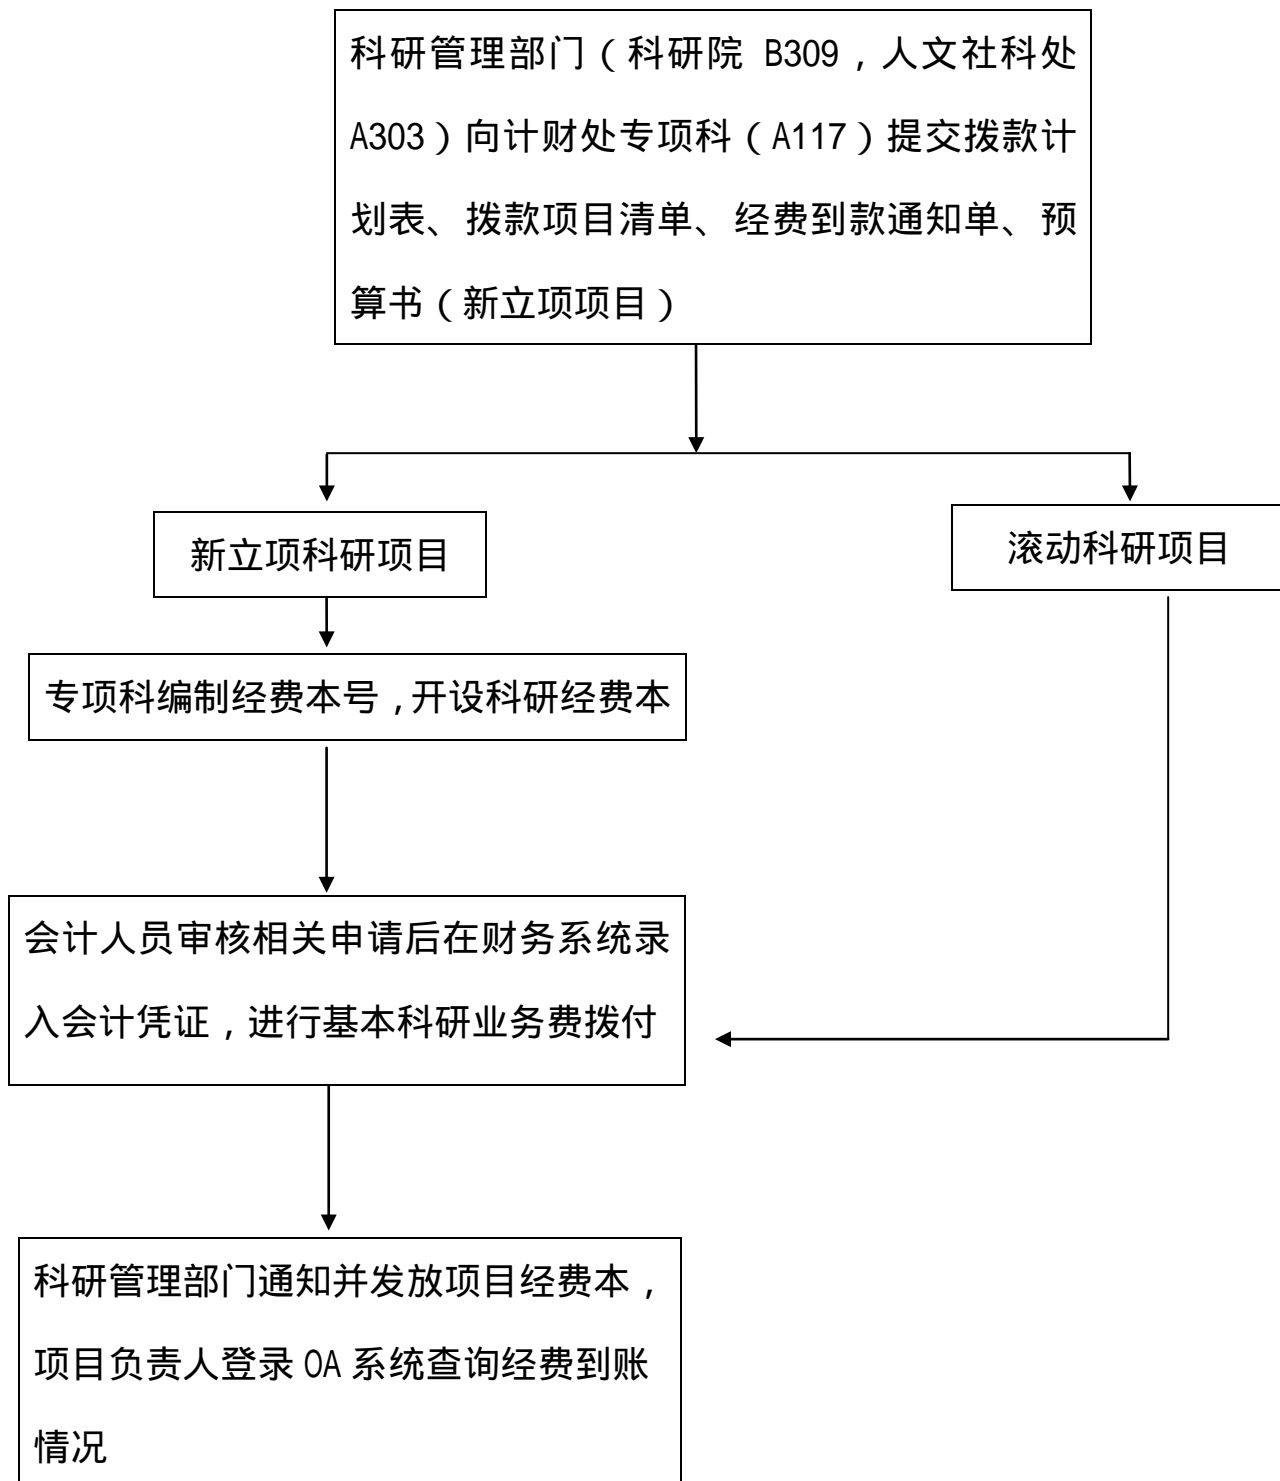 科研管理部门（科研院 B309，人文社科处
A303）向计财处专项科（A117）提交拨款计
划表、拨款项目清单、经费到款通知单、预
算书（新立项项目）
新立项科研项目
滚动科研项目
专项科编制经费本号，开设科研经费本
会计人员审核相关申请后在财务系统录
入会计凭证，进行基本科研业务费拨付
科研管理部门通知并发放项目经费本，
项目负责人登录 OA 系统查询经费到账
情况